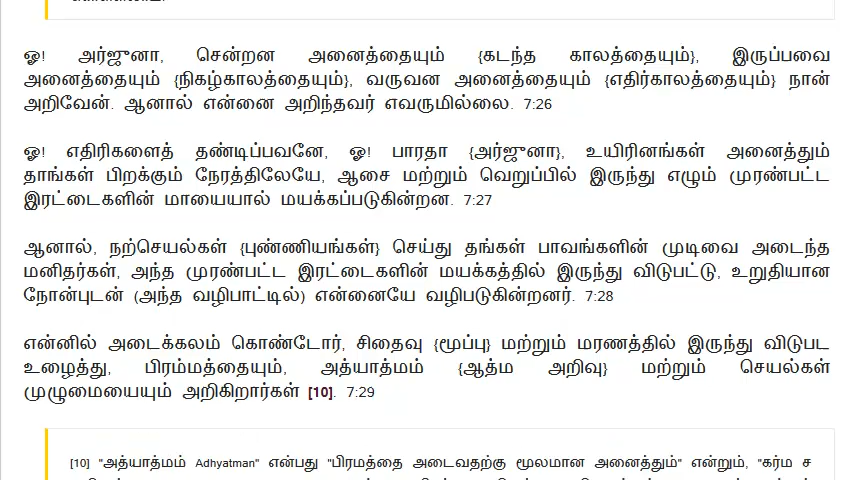 ஓ! அர்ஜுனா, சென்றன அனைத்தையும் {கடந்த காலத்தையும்}, இருப்பவை
அனைத்தையும் {நிகழ்காலத்தையும்}, வருவன அனைத்தையும் {எதிர்காலத்தையும்} நான்
அறிவேன். ஆனால் என்னை அறிந்தவர் எவருமில்லை. 7:26
ஓ! எதிரிகளைத் தண்டிப்பவனே, ஓ! பாரதா {அர்ஜுனா}, உயிரினங்கள் அனைத்தும்
தாங்கள் பிறக்கும் நேரத்திலேயே, ஆசை மற்றும் வெறுப்பில் இருந்து எழும் முரண்பட்ட
இரட்டைகளின் மாயையால் மயக்கப்படுகின்றன. 7:27
ஆனால், நற்செயல்கள் {புண்ணியங்கள்} செய்து தங்கள் பாவங்களின் முடிவை அடைந்த
மனிதர்கள், அந்த முரண்பட்ட இரட்டைகளின் மயக்கத்தில் இருந்து விடுபட்டு, உறுதியான
நோன்புடன் (அந்த வழிபாட்டில்) என்னையே வழிபடுகின்றனர். 7:28
என்னில் அடைக்கலம் கொண்டோர், சிதைவு {மூப்பு} மற்றும் மரணத்தில் இருந்து விடுபட
உழைத்து, பிரம்மத்தையும், அத்யாத்மம் {ஆத்ம அறிவு} மற்றும் செயல்கள்
முழுமையையும் அறிகிறார்கள் [10]. 7:29
[10] "அத்யாத்மம் Adhyatman" என்பது "பிரமத்தை அடைவதற்கு மூலமான அனைத்தும்" என்றும், "கர்ம ச